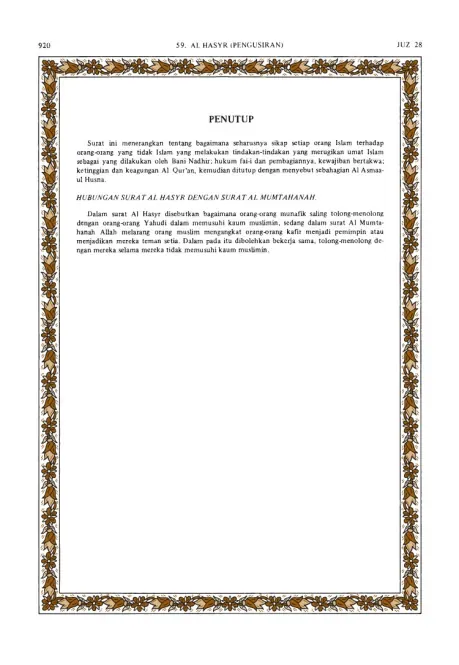 920
59. AL HASYR (PENGUSIRAN)
JUZ 28
PENUTUP
Surat ini menerangkan tentang bagaimana seharusnya sikap setiap orang Islam terhadap
orang-orang yang tidak Islam yang melakukan tindakan-tindakan yang merugikan umat Islam
sebagai yang dilakukan oleh Bani Nadhir; hukum fai-i dan pembagiannya, kewajiban bertakwa;
ketinggian dan keagungan Al Qur'an, kemudian ditutup dengan menyebut sebahagian Al Asmaa-
ul Husna.
HUBUNGAN SURAT AL HASYR DENGAN SURAT AL MUMTAHANAH.
Dalam surat Al Hasyr disebutkan bagaimana orang-orang munafik saling tolong-menolong
dengan orang-orang Yahudi dalam memusuhi kaum muslimin, sedang dalam surat Al Mumta-
hanah Allah melarang orang muslim mengangkat orang-orang kafir menjadi pemimpin atau
menjadikan mereka teman setia. Dalam pada itu dibolehkan bekerja sama, tolong-menolong de-
ngan mereka selama mereka tidak memusuhi kaum muslimin.